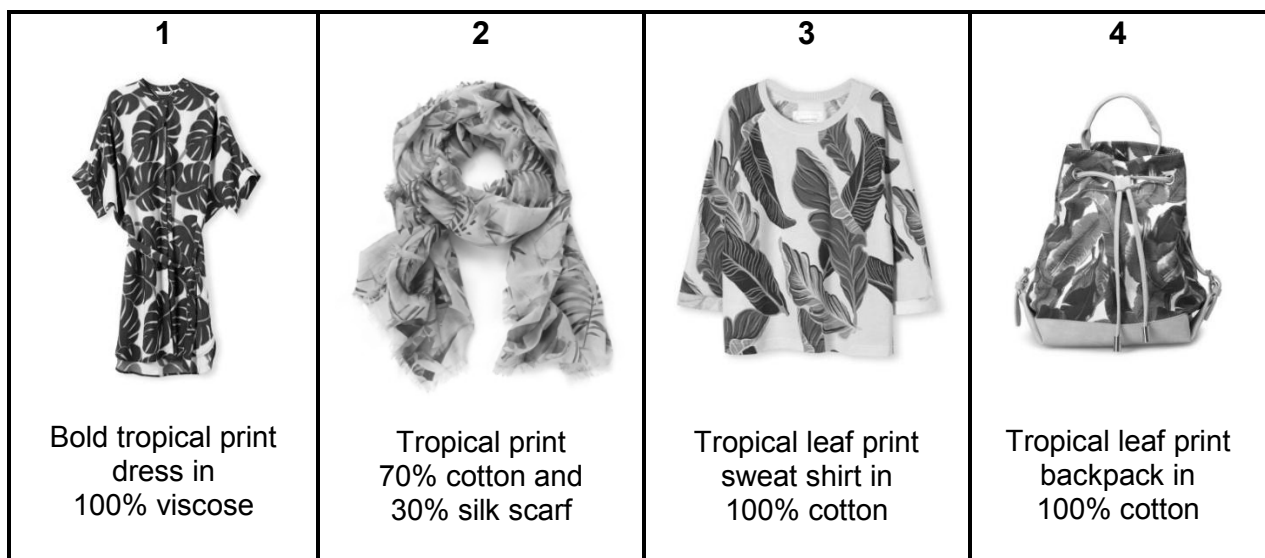 1
Bold tropical print
dress in
100% viscose
2
Tropical print
70% cotton and
30% silk scarf
3
Tropical leaf print
sweat shirt in
100% cotton
4
Tropical leaf print
backpack in
100% cotton